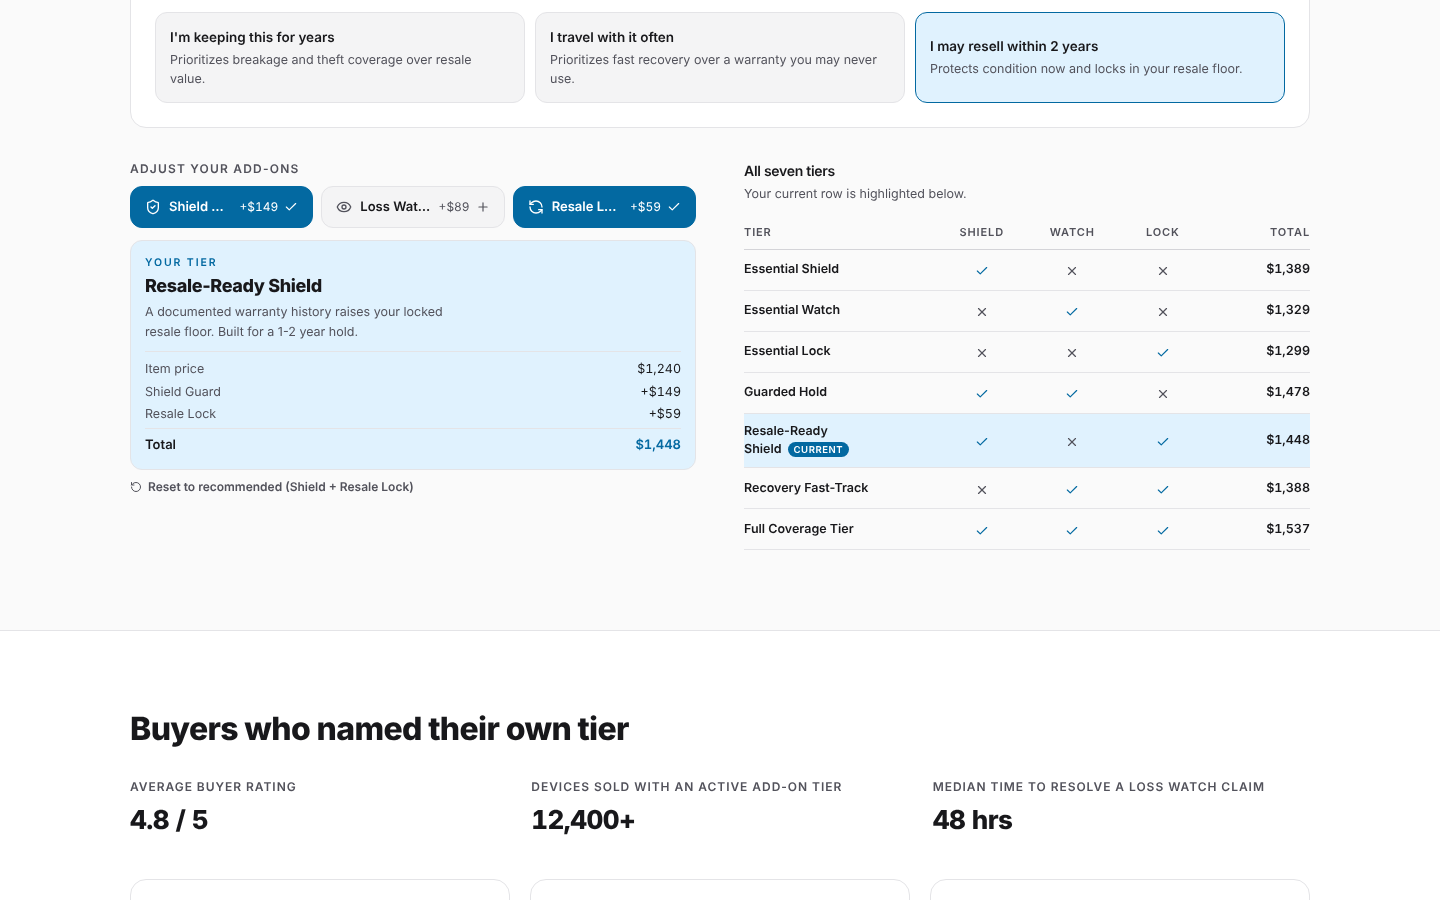 I'm keeping this for years
Prioritizes breakage and theft coverage over resale
value.
I travel with it often
Prioritizes fast recovery over a warranty you may never
use.
I may resell within 2 years
Protects condition now and locks in your resale floor.
ADJUST YOUR ADD-ONS
Shield ... +$149
Loss Wat... +$89
Resale L... +$59
YOUR TIER
Resale-Ready Shield
A documented warranty history raises your locked
resale floor. Built for a 1-2 year hold.
Item price $1,240
Shield Guard +$149
Resale Lock +$59
Total $1,448
Reset to recommended (Shield + Resale Lock)
All seven tiers
Your current row is highlighted below.
TIER SHIELD WATCH LOCK TOTAL
Essential Shield $1,389
Essential Watch $1,329
Essential Lock $1,299
Guarded Hold $1,478
Resale-Ready
Shield CURRENT $1,448
Recovery Fast-Track $1,388
Full Coverage Tier $1,537
Buyers who named their own tier
AVERAGE BUYER RATING
4.8 / 5
DEVICES SOLD WITH AN ACTIVE ADD-ON TIER
12,400+
MEDIAN TIME TO RESOLVE A LOSS WATCH CLAIM
48 hrs